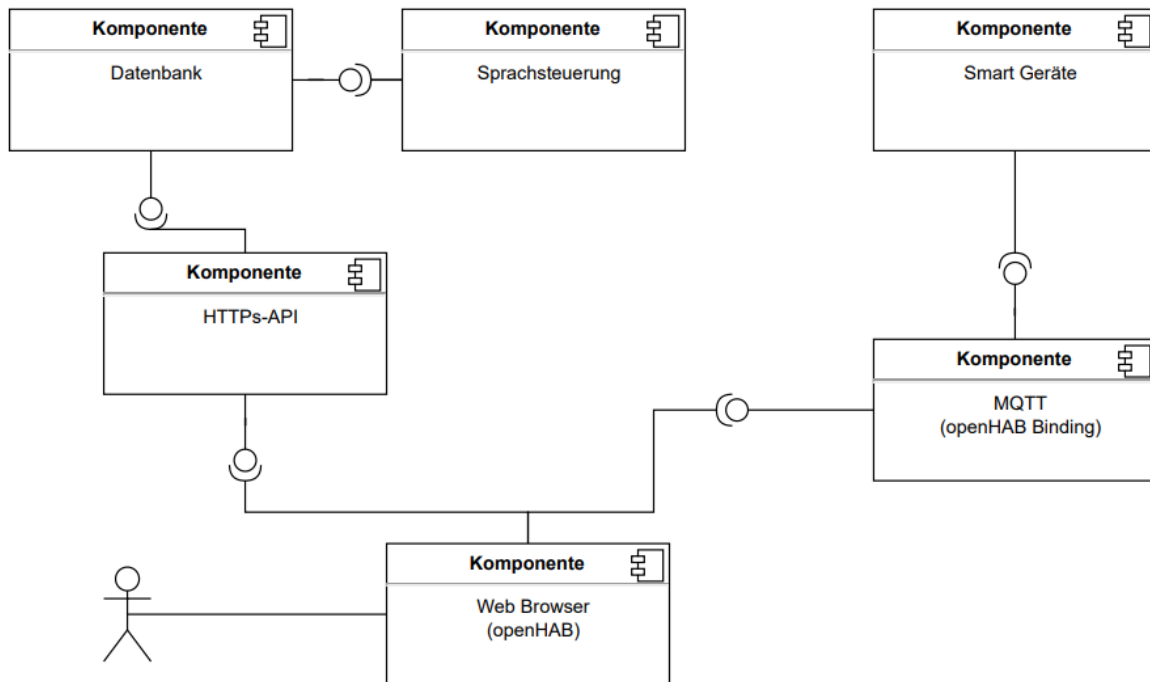 Komponente
Datenbank
Komponente
Sprachsteuerung
Komponente
Smart Geräte
Komponente
HTTPs-API
Komponente
MQTT
(openHAB Binding)
Komponente
Web Browser
(openHAB)